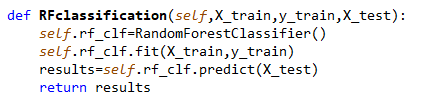 def RFclassification(self,X_train,y_train,X_test):
    self.rf_clf=RandomForestClassifier()
    self.rf_clf.fit(X_train,y_train)
    results=self.rf_clf.predict(X_test)
    return results